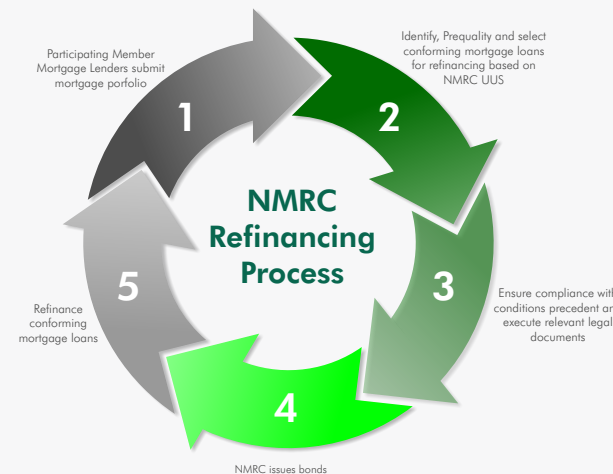 Participating Member
Mortgage Lenders submit
mortgage porfolio
1
Identify, Prequality and select
conforming mortgage loans
for refinancing based on
NMRC UUS
2
NMRC
Refinancing
Process
3
Ensure compliance with
conditions precedent an
execute relevant legal
documents
4
NMRC issues bonds
5
Refinance
conforming
mortgage loans